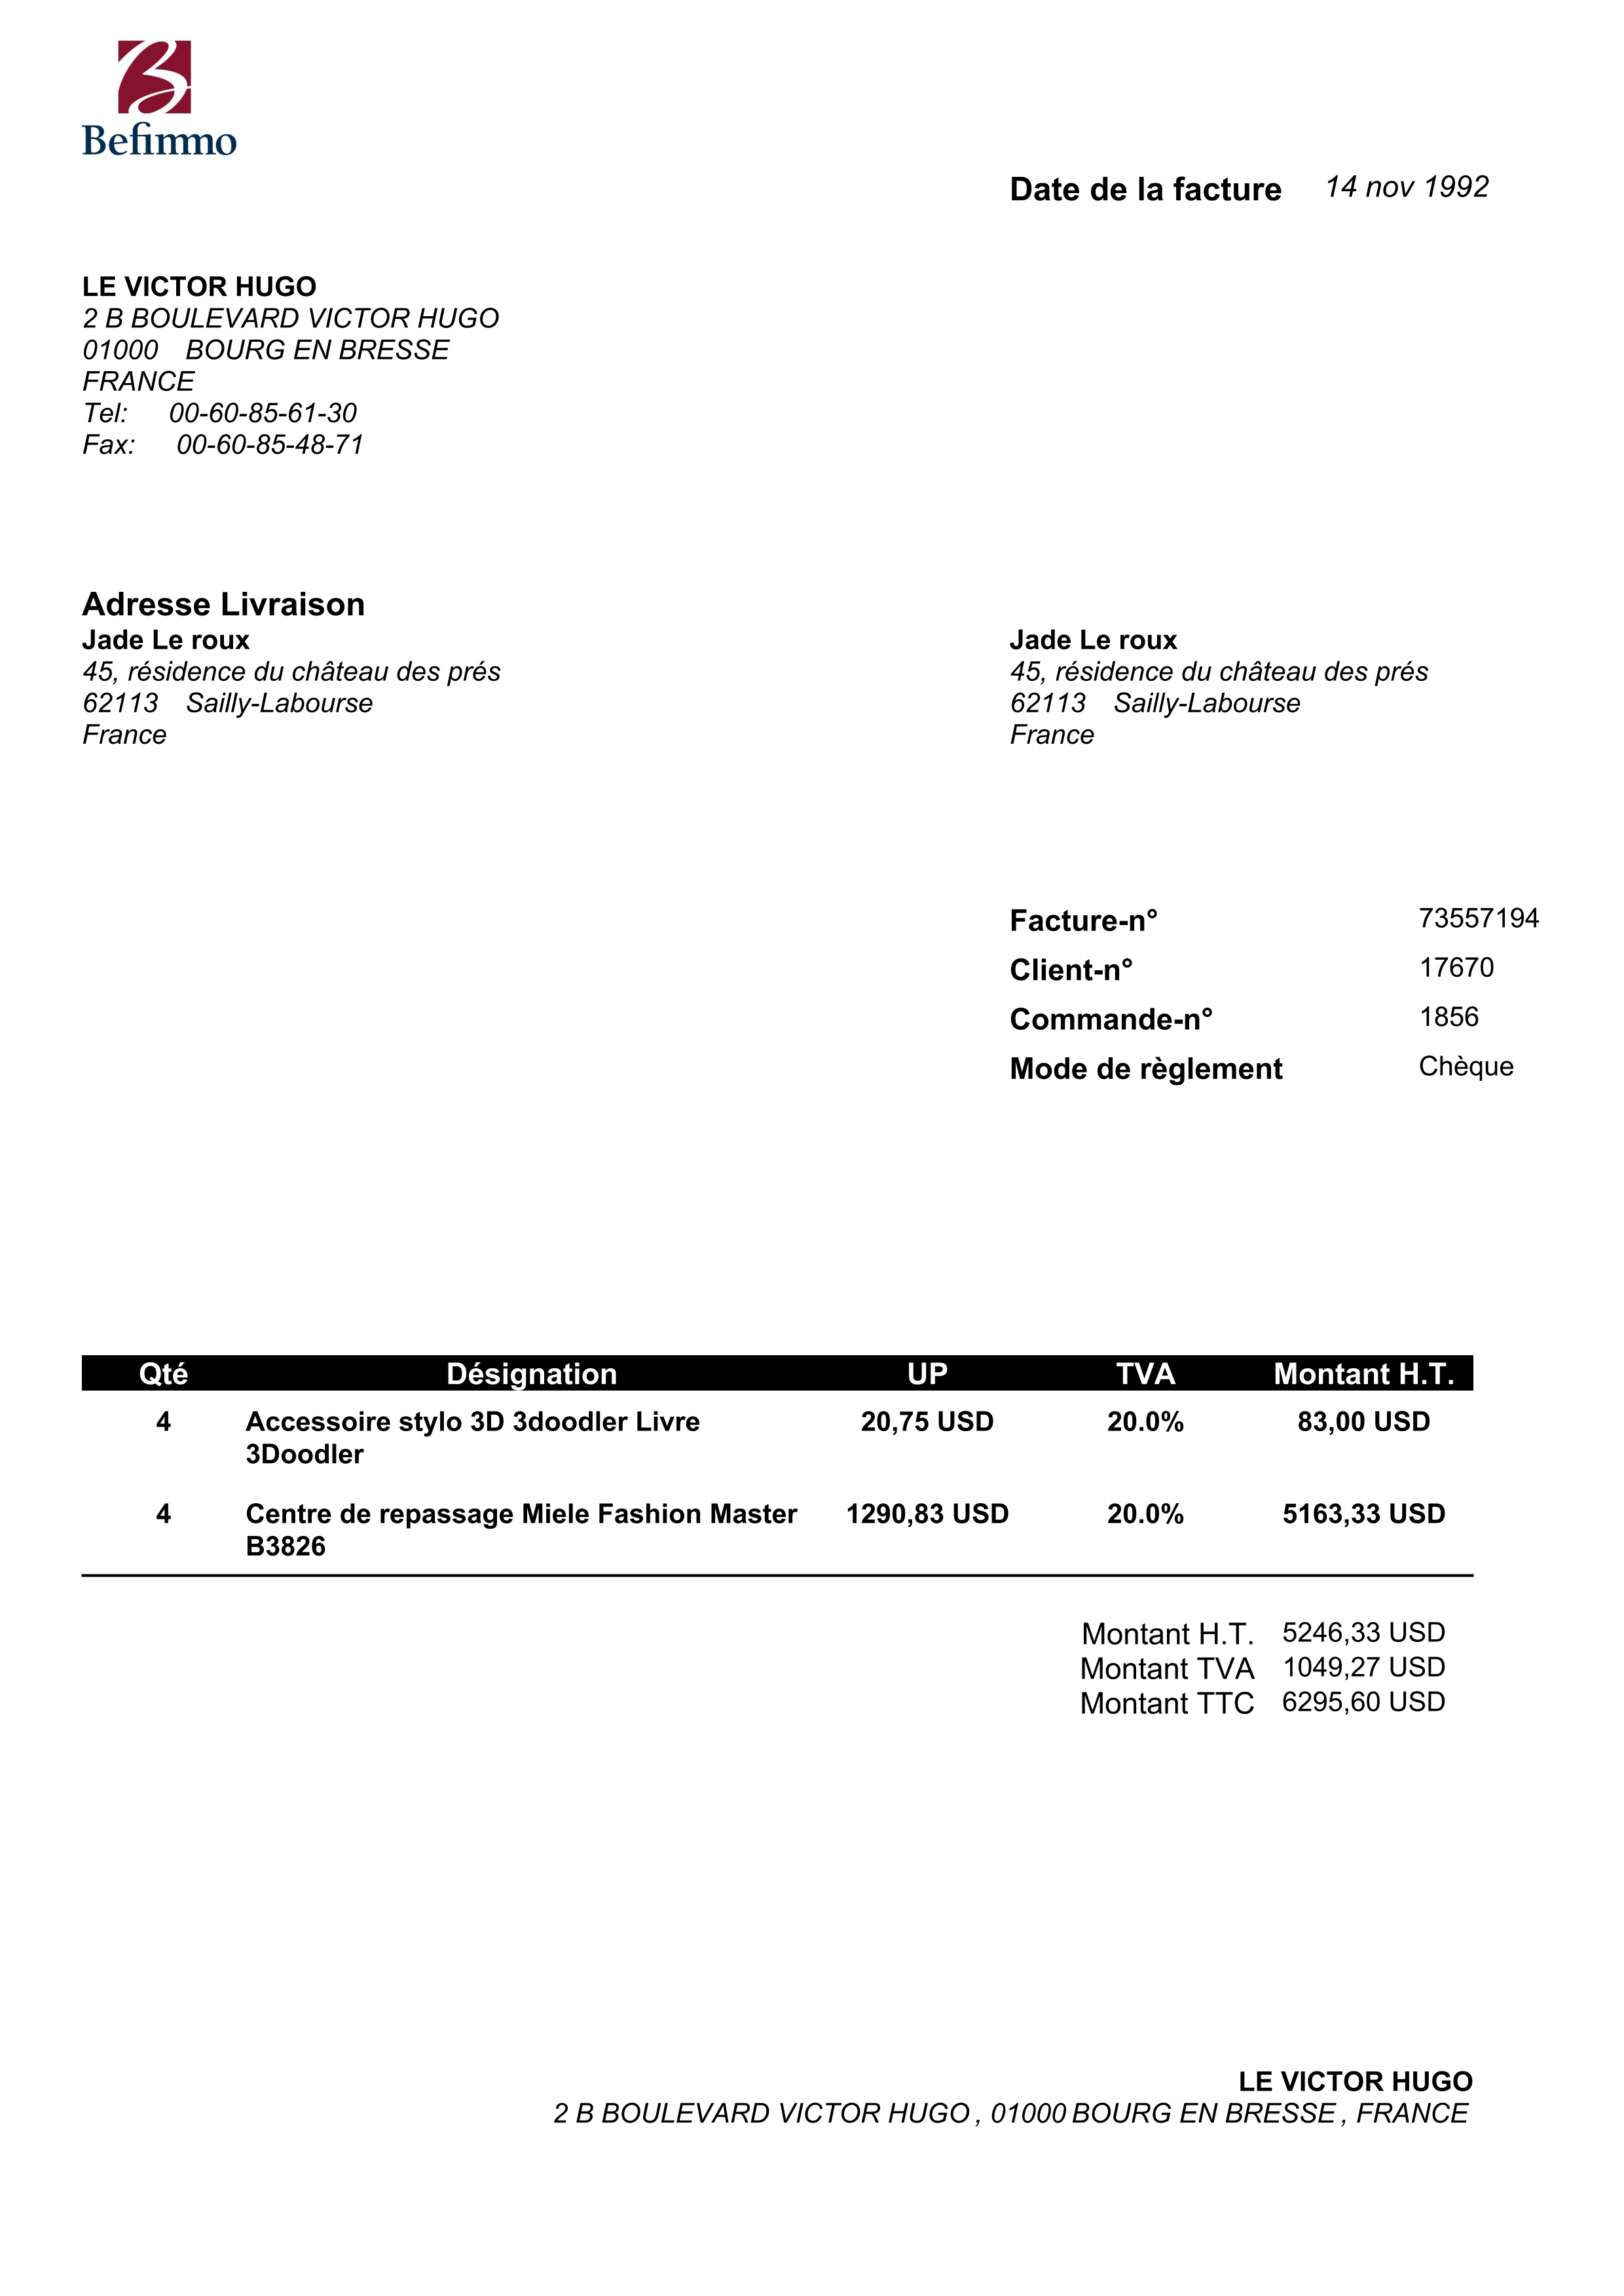 Befimmo
Date de la facture 14 nov 1992
LE VICTOR HUGO
2 B BOULEVARD VICTOR HUGO
01000 BOURG EN BRESSE
FRANCE
Tel: 00-60-85-61-30
Fax: 00-60-85-48-71
Adresse Livraison
Jade Le roux
45, résidence du château des prés
62113 Sailly-Labourse
France
Jade Le roux
45, résidence du château des prés
62113 Sailly-Labourse
France
Facture-n° 73557194
Client-n° 17670
Commande-n° 1856
Mode de règlement Chèque
Qté Désignation UP TVA Montant H.T.
4 Accessoire stylo 3D 3doodler Livre 20,75 USD 20.0% 83,00 USD
3Doodler
4 Centre de repassage Miele Fashion Master 1290,83 USD 20.0% 5163,33 USD
B3826
Montant H.T. 5246,33 USD
Montant TVA 1049,27 USD
Montant TTC 6295,60 USD
LE VICTOR HUGO
2 B BOULEVARD VICTOR HUGO , 01000 BOURG EN BRESSE , FRANCE